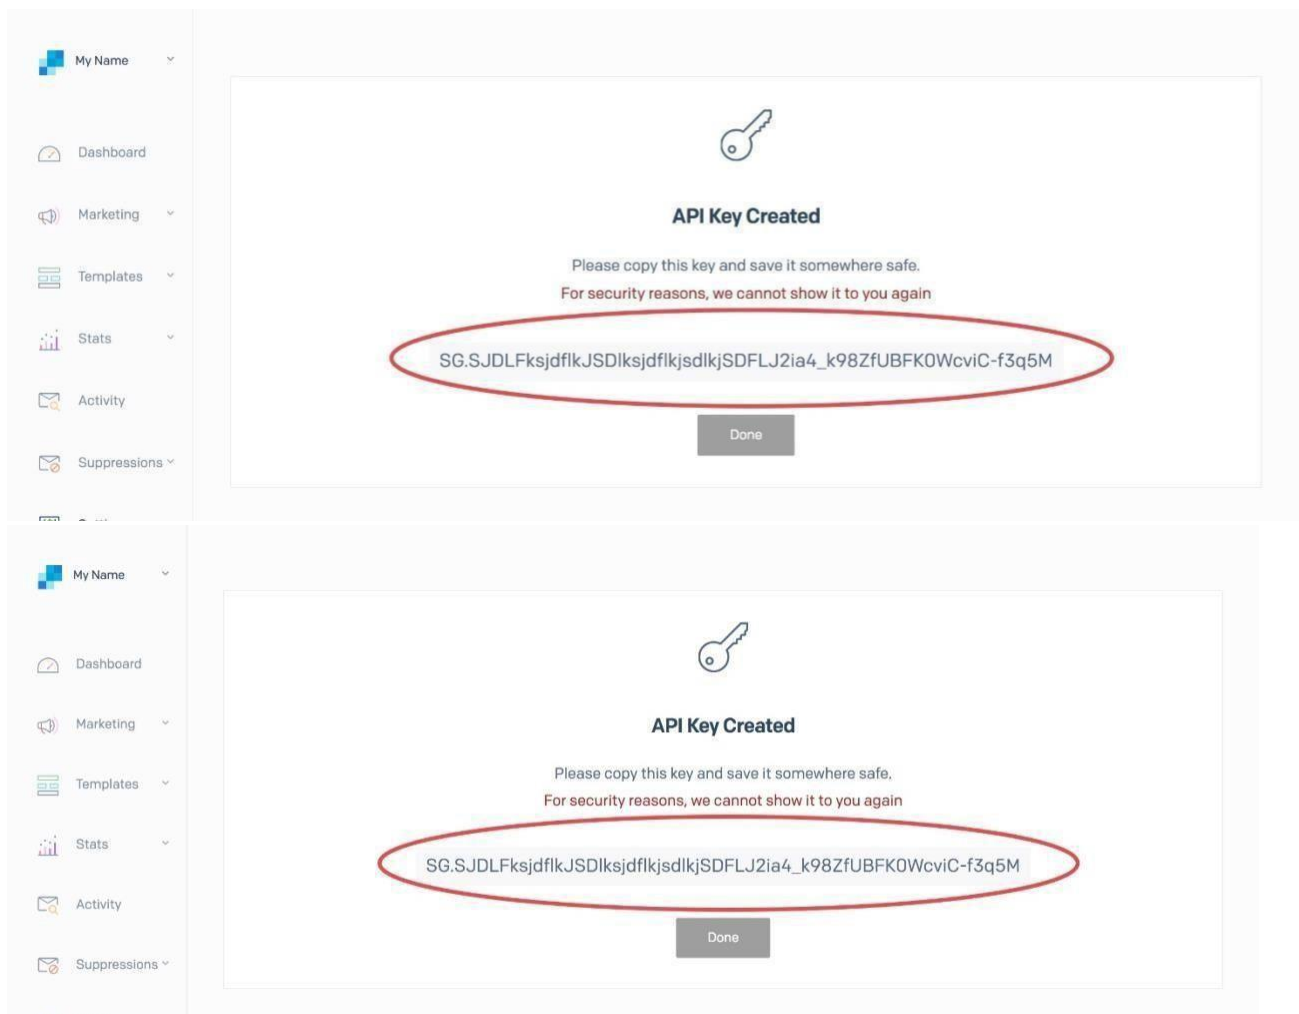 My Name
Dashboard
Marketing
Templates
Stats
Activity
Suppressions
API Key Created
Please copy this key and save it somewhere safe.
For security reasons, we cannot show it to you again
SG.SJDLFksjdflkJSDlksjdflkjsdlkjSDFLJ2ia4_k98ZfUBFK0WcviC-f3q5M
Done
My Name
Dashboard
Marketing
Templates
Stats
Activity
Suppressions
API Key Created
Please copy this key and save it somewhere safe.
For security reasons, we cannot show it to you again
SG.SJDLFksjdflkJSDlksjdflkjsdlkjSDFLJ2ia4_k98ZfUBFK0WcviC-f3q5M
Done